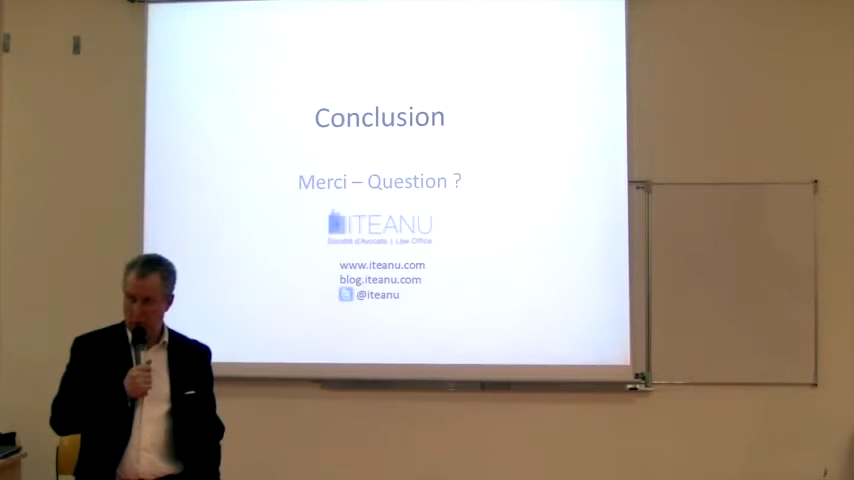 Conclusion
Merci – Question ?
ITEANU
Société d'Avocats | Law Office
www.iteanu.com
blog.iteanu.com
@iteanu